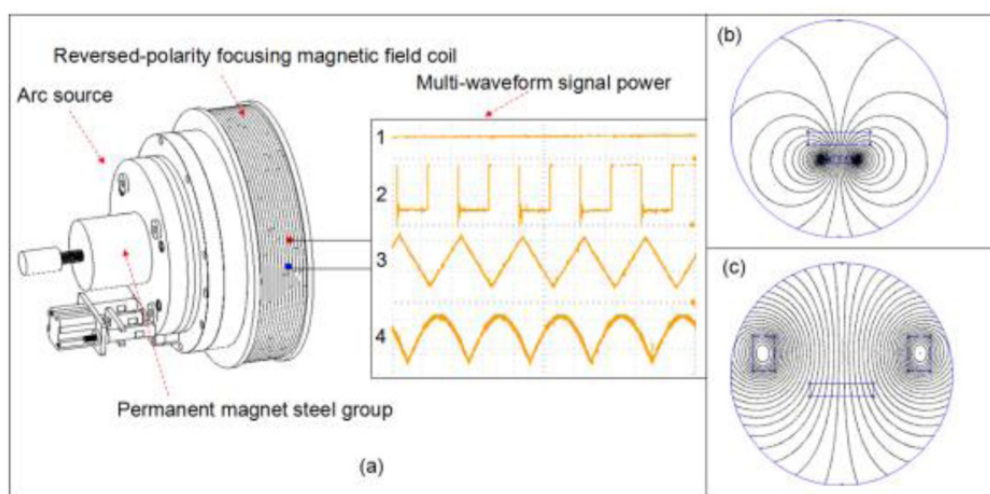 Reversed-polarity focusing magnetic field coil
Arc source
Multi-waveform signal power
1
2
3
4
Permanent magnet steel group
(a)
(b)
(c)